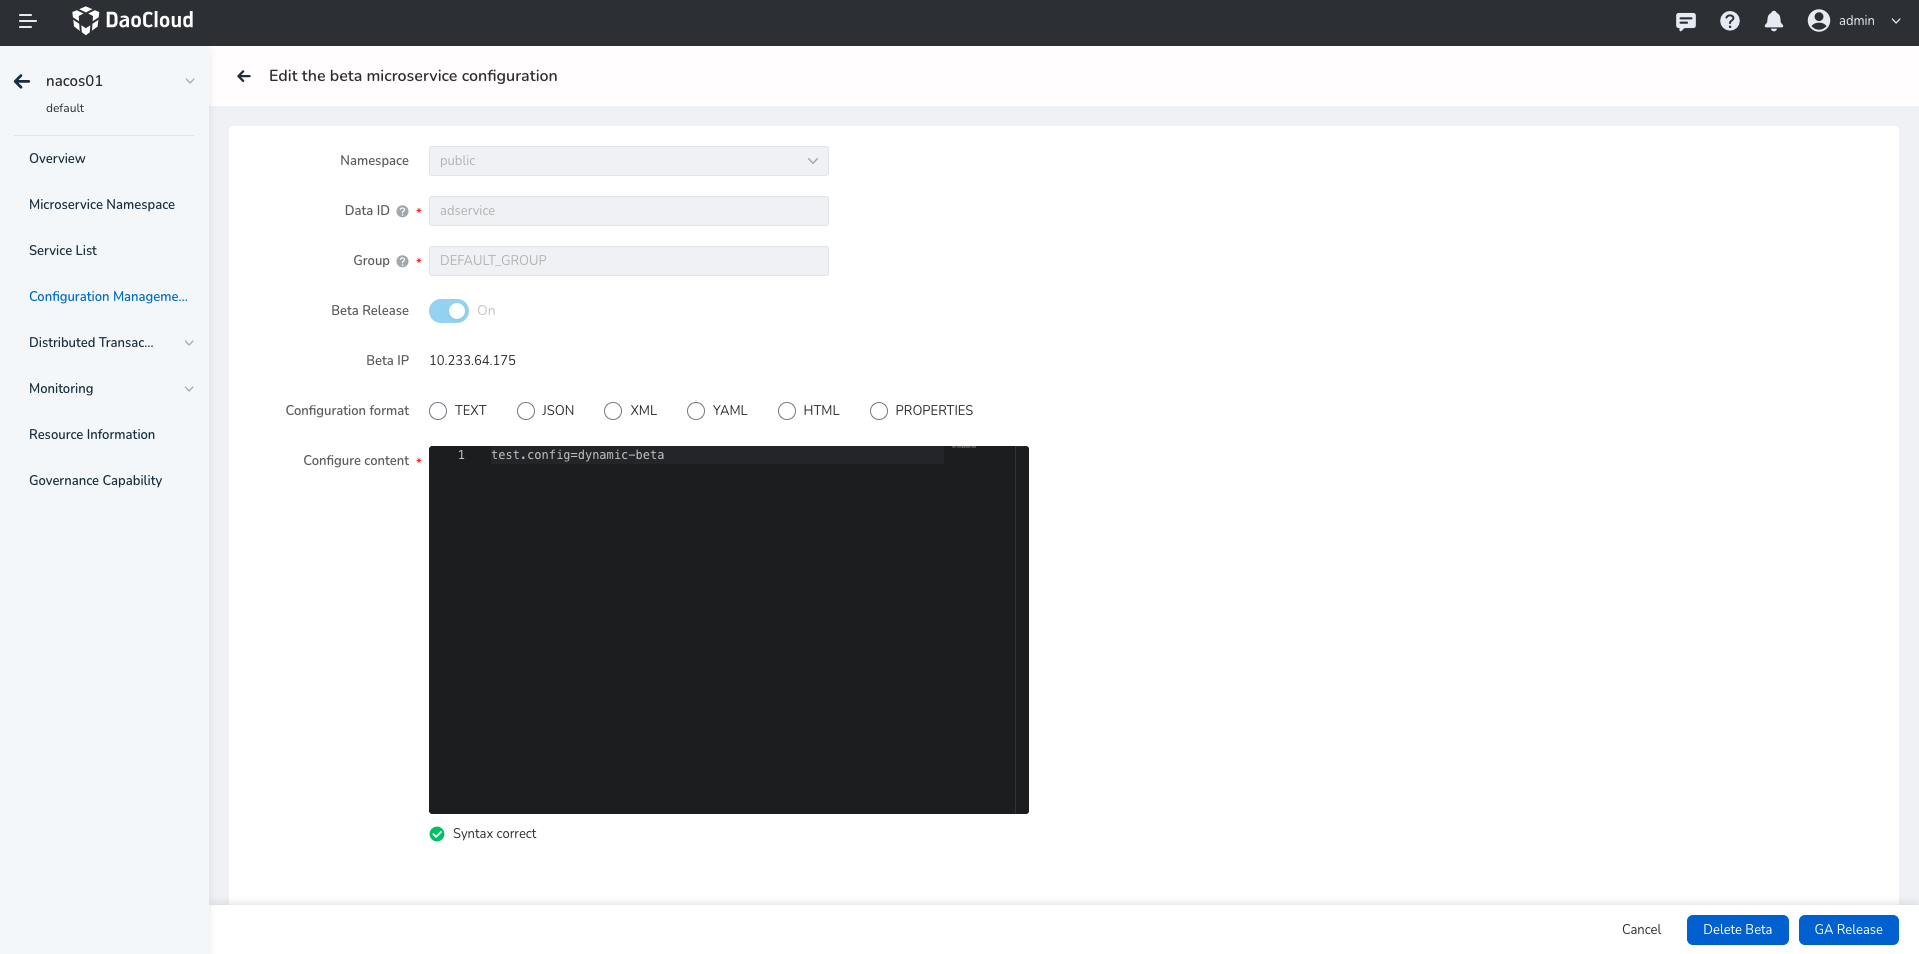 DaoCloud
admin
nacos01
default
Overview
Microservice Namespace
Service List
Configuration Manageme...
Distributed Transac...
Monitoring
Resource Information
Governance Capability
Edit the beta microservice configuration
Namespace public
Data ID * adservice
Group * DEFAULT_GROUP
Beta Release On
Beta IP 10.233.64.175
Configuration format TEXT JSON XML YAML HTML PROPERTIES
Configure content * 1 test.config=dynamic-beta
Syntax correct
Cancel Delete Beta GA Release